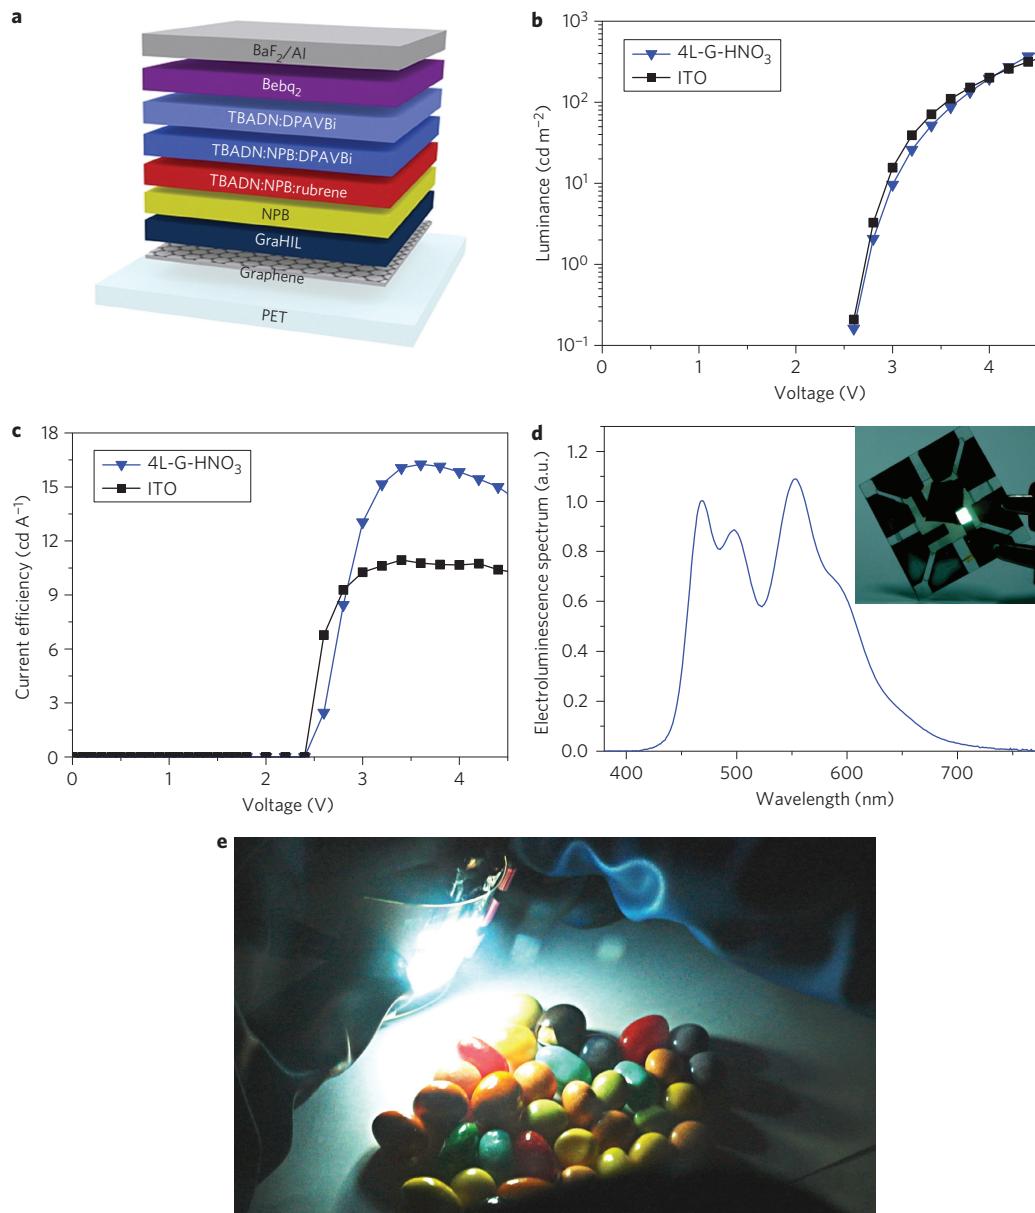 a
BaF₂/Al
Bebq₂
TBADN:DPAVBi
TBADN:NPB:DPAVBi
TBADN:NPB:rubrene
NPB
GraHIL
Graphene
PET
b
10³
10²
10¹
10⁰
10⁻¹
Luminance (cd m⁻²)
4L-G-HNO₃
ITO
0 1 2 3 4
Voltage (V)
c
18
15
12
9
6
3
0
Current efficiency (cd A⁻¹)
4L-G-HNO₃
ITO
0 1 2 3 4
Voltage (V)
d
1.2
1.0
0.8
0.6
0.4
0.2
0.0
Electroluminescence spectrum (a.u.)
400 500 600 700
Wavelength (nm)
e